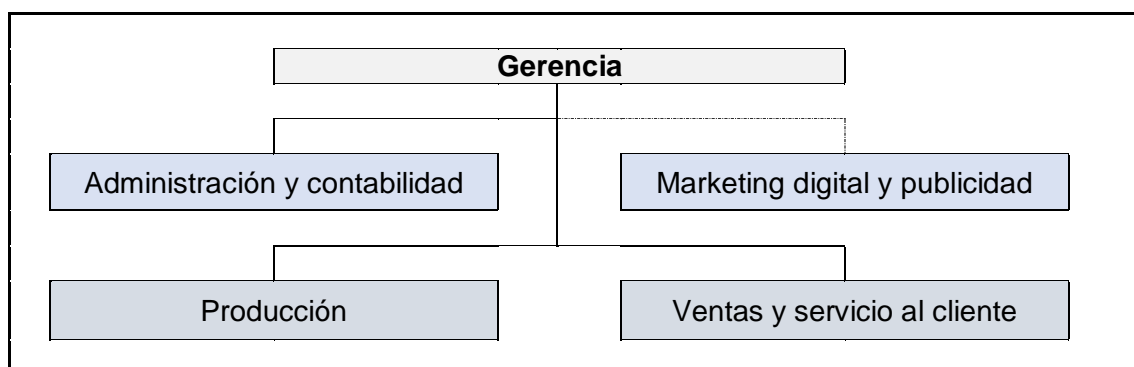 Gerencia
Administración y contabilidad
Marketing digital y publicidad
Producción
Ventas y servicio al cliente